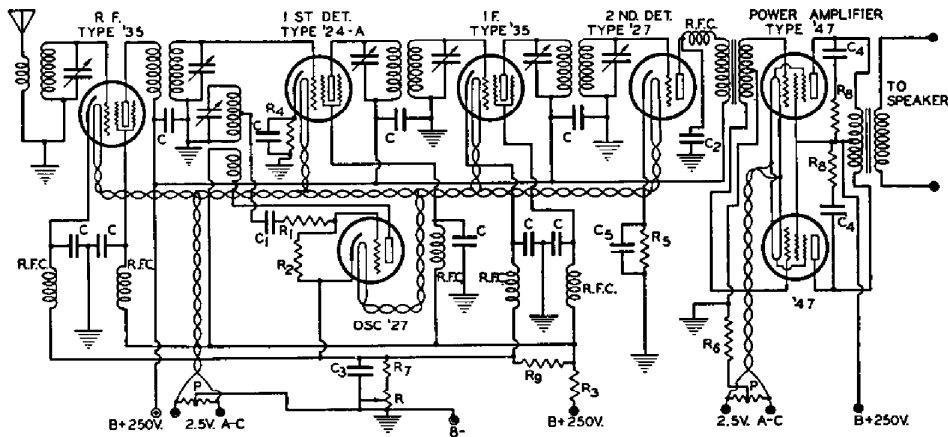 R.F.
TYPE '35
1 ST DET.
TYPE '24-A
I F.
TYPE '35
2 ND. DET.
TYPE '27
R.F.C.
POWER AMPLIFIER
TYPE '47
C4
R8
TO
SPEAKER
C
C
R4
C
C
C
C2
R8
C4
C
C
R.F.C.
R.F.C.
C1
R1
R2
OSC '27
R.F.C.
C
R.F.C.
C
C
R.F.C.
C5
R5
'47
R6
C3
R7
R
R9
R3
P
P
B+250V.
2.5V. A-C
B-
B+250V.
2.5V. A-C
B+250V.